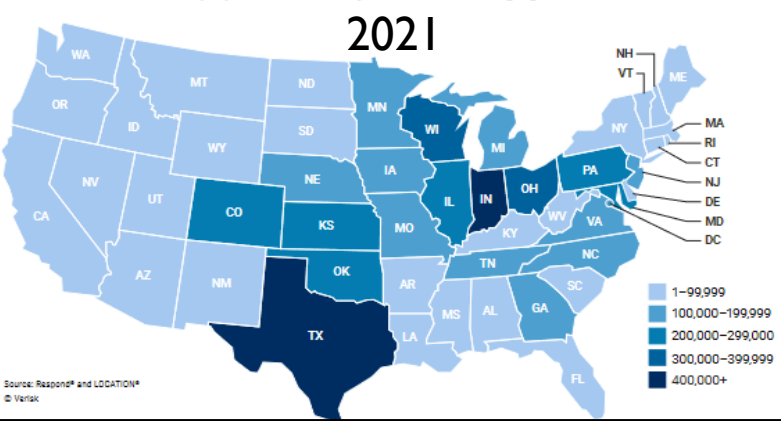 2021
NH
VT
WA
ME
MT
ND
MN
OR
ID
SD
WI
MI
NY
MA
RI
CT
NJ
DE
MD
DC
WY
NE
IA
PA
NV
UT
CO
KS
MO
IL
IN
OH
WV
VA
KY
CA
AZ
NM
OK
AR
TN
NC
SC
TX
LA
MS
AL
GA
FL
1–99,999
100,000–199,999
200,000–299,000
300,000–399,999
400,000+
Source: Respond® and LOCATION®
© Verisk